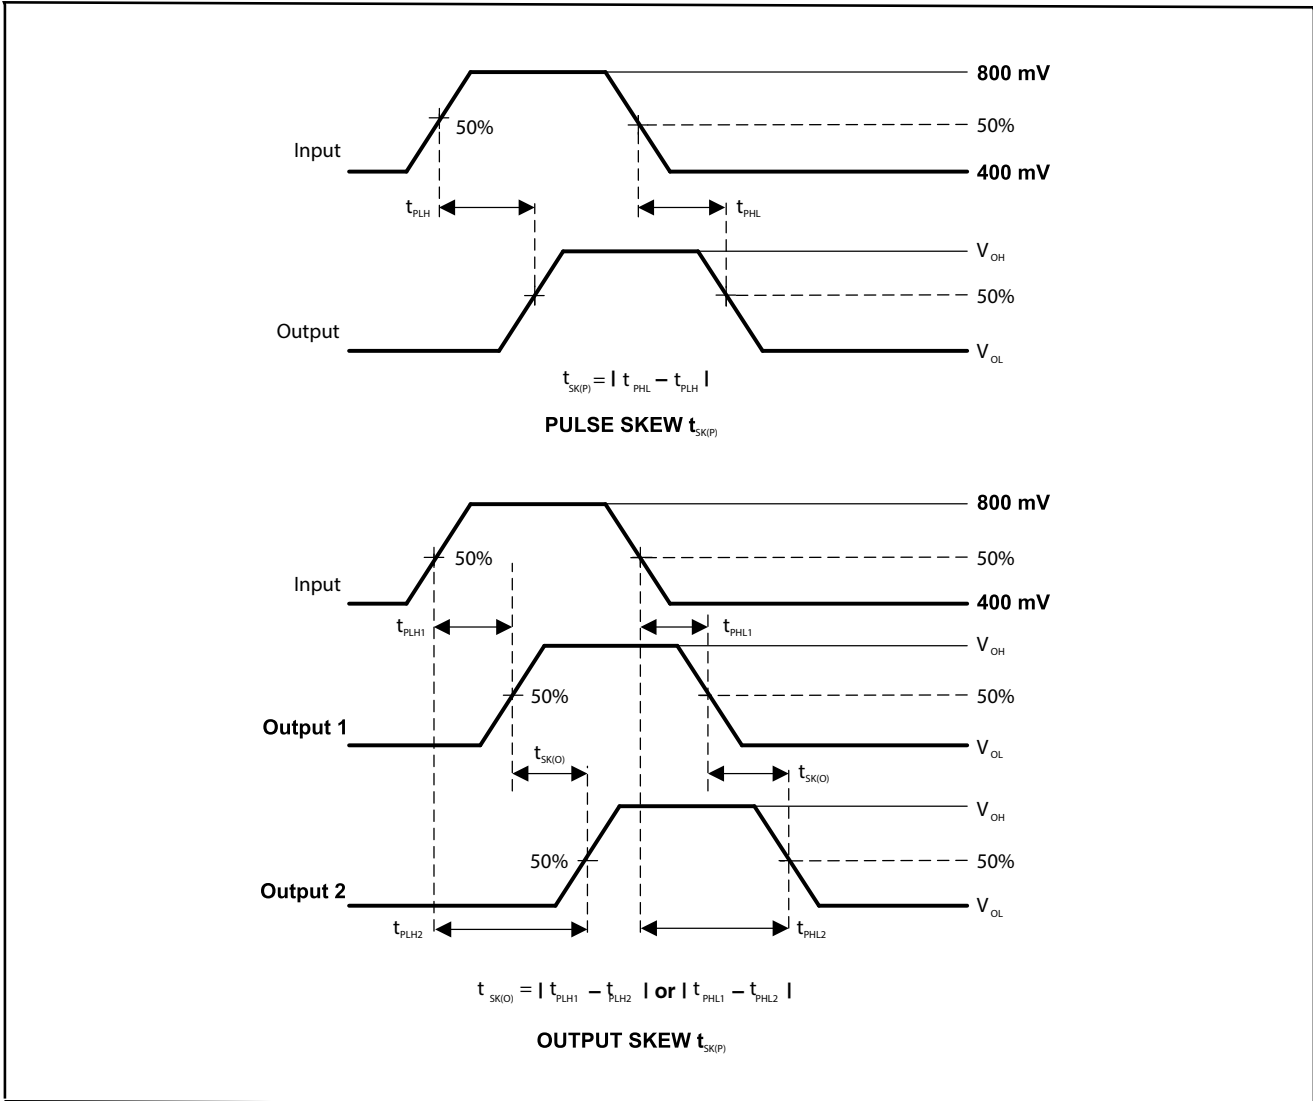 800 mV
50%
50%
Input
400 mV
tPLH
tPHL
VOH
50%
Output
VOL
tSK(P) = | tPHL – tPLH |
PULSE SKEW tSK(P)
800 mV
50%
50%
Input
400 mV
tPLH1
tPHL1
VOH
50%
50%
Output 1
VOL
tSK(O)
tSK(O)
VOH
50%
50%
Output 2
VOL
tPLH2
tPHL2
tSK(O) = | tPLH1 – tPLH2 | or | tPHL1 – tPHL2 |
OUTPUT SKEW tSK(P)